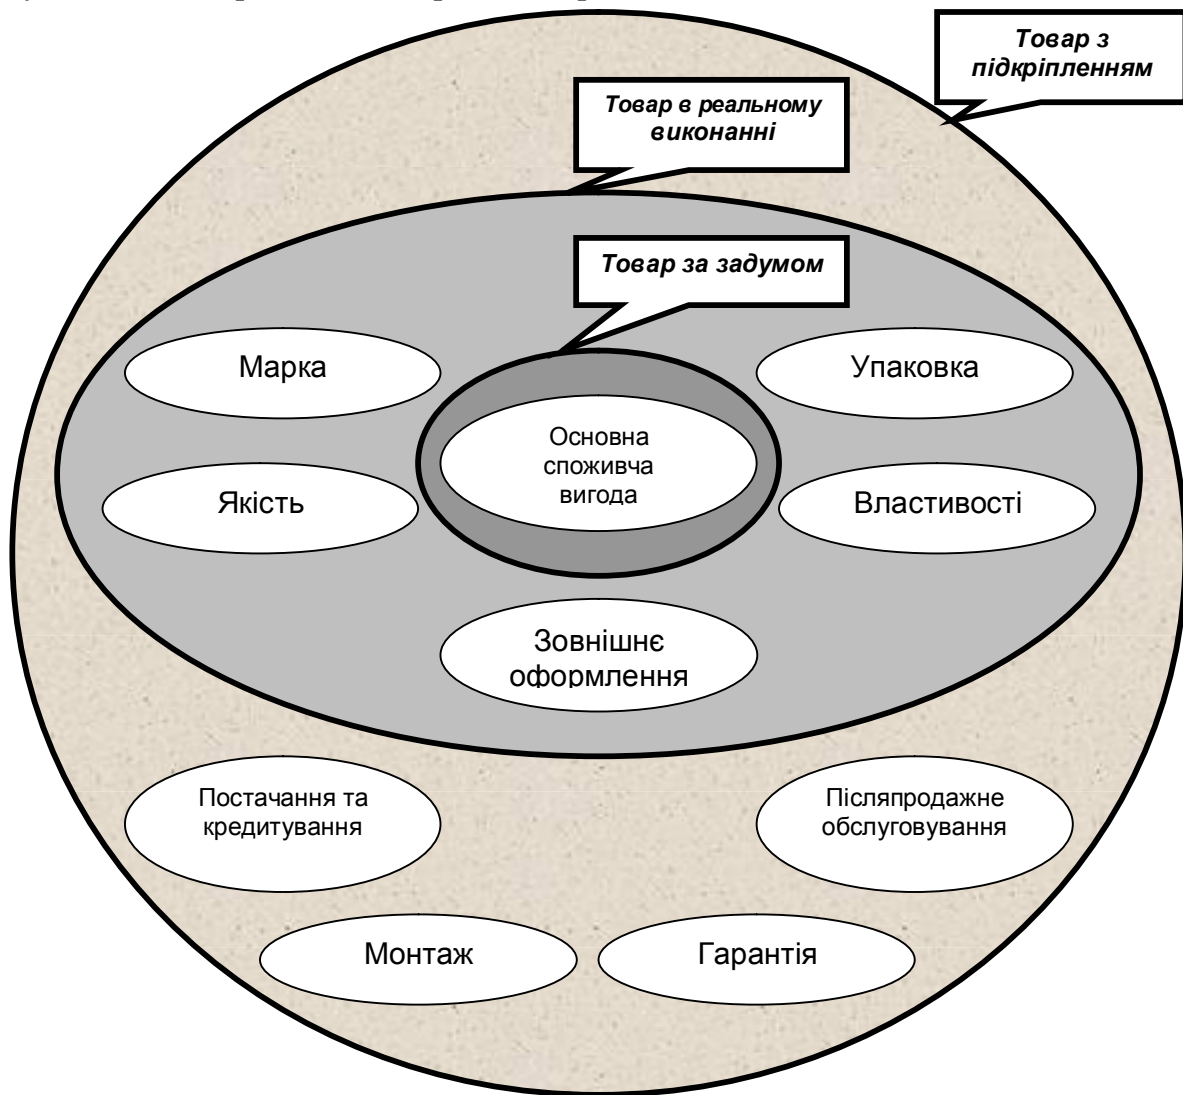 Товар з
підкріпленням
Товар в реальному
виконанні
Товар за задумом
Марка
Упаковка
Основна
споживча
вигода
Якість
Властивості
Зовнішнє
оформлення
Постачання та
кредитування
Післяпродажне
обслуговування
Монтаж
Гарантія